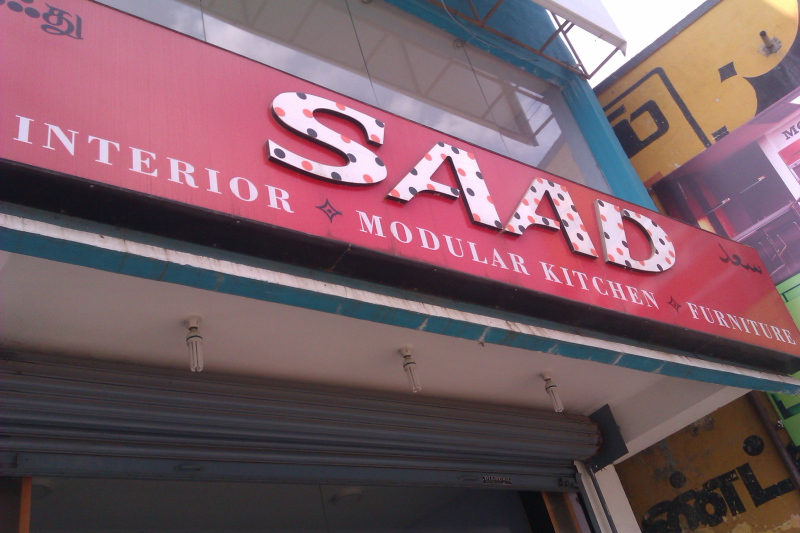 SAAD
سعد
INTERIOR MODULAR KITCHEN FURNITURE